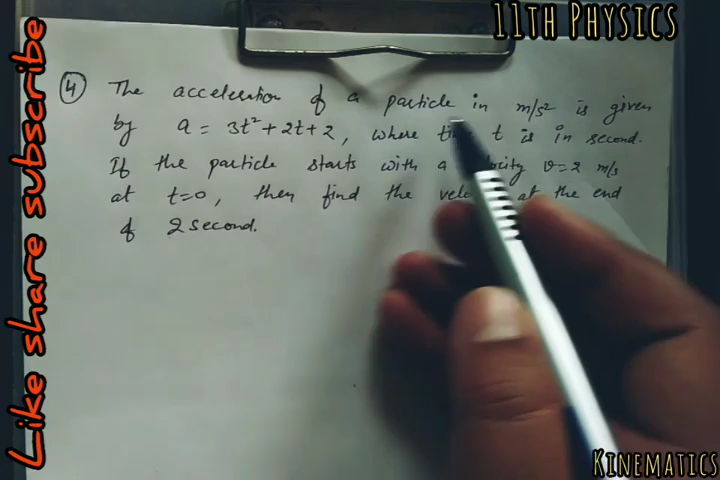 11th Physics
Like share subscribe
(4) The acceleration of a particle in m/s² is given
by a = 3t² + 2t + 2, where t is in second.
If the particle starts with a v=2 m/s
at t=0, then find the at the end
of 2 second.
Kinematics